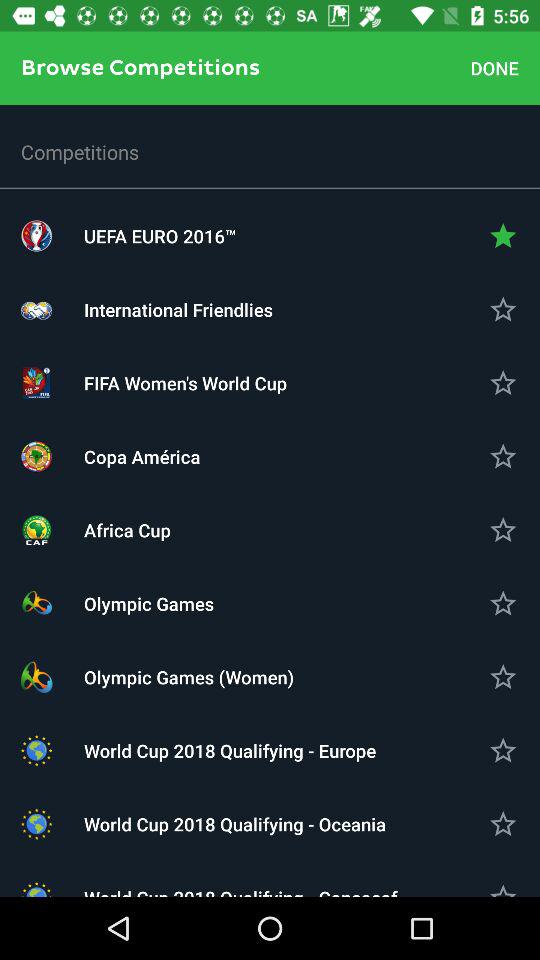 SA 5:56
Browse Competitions DONE
Competitions
UEFA EURO 2016™
International Friendlies
FIFA Women's World Cup
Copa América
Africa Cup
CAF
Olympic Games
Olympic Games (Women)
World Cup 2018 Qualifying - Europe
World Cup 2018 Qualifying - Oceania
World Cup 2018 Qualifying - Concacaf